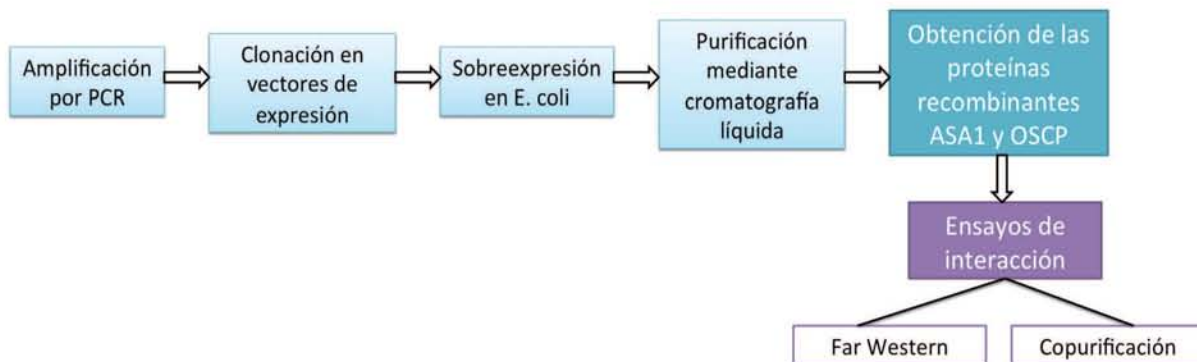 Amplificación
por PCR
Clonación en
vectores de
expresión
Sobreexpresión
en E. coli
Purificación
mediante
cromatografía
líquida
Obtención de las
proteínas
recombinantes
ASA1 y OSCP
Ensayos de
interacción
Far Western
Copurificación